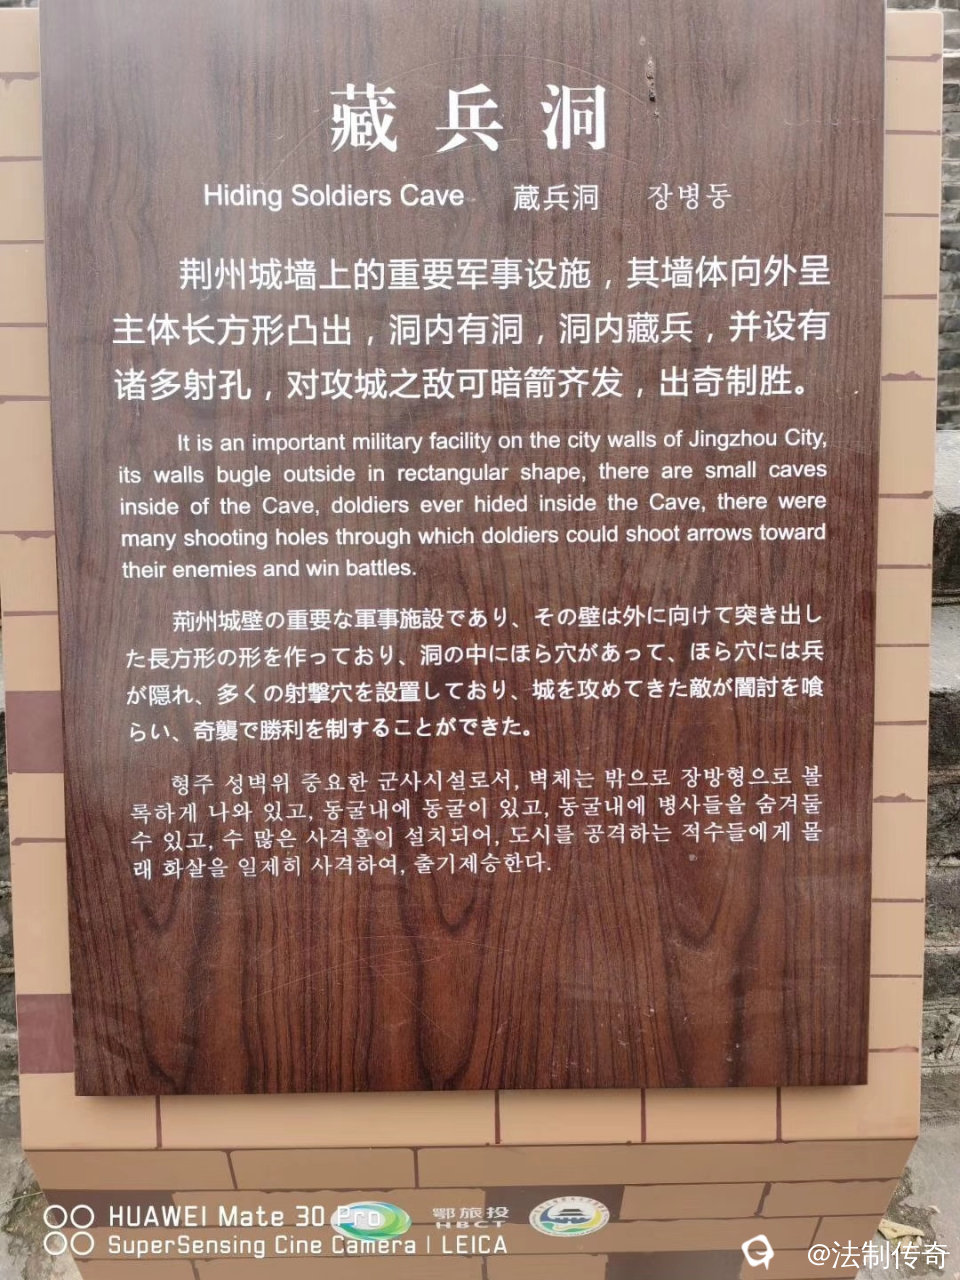 藏兵洞
Hiding Soldiers Cave 蔵兵洞 장병동
荆州城墙上的重要军事设施，其墙体向外呈
主体长方形凸出，洞内有洞，洞内藏兵，并设有
诸多射孔，对攻城之敌可暗箭齐发，出奇制胜。
It is an important military facility on the city walls of Jingzhou City,
its walls bugle outside in rectangular shape, there are small caves
inside of the Cave, doldiers ever hided inside the Cave, there were
many shooting holes through which doldiers could shoot arrows toward
their enemies and win battles.
荊州城壁の重要な軍事施設であり、その壁は外に向けて突き出し
た長方形の形を作っており、洞の中にほら穴があって、ほら穴には兵
が隠れ、多くの射撃穴を設置しており、城を攻めてきた敵が闇討を喰
らい、奇襲で勝利を制することができた。
형주 성벽위 중요한 군사시설로서, 벽체는 밖으로 장방형으로 볼
록하게 나와 있고, 동굴내에 동굴이 있고, 동굴내에 병사들을 숨겨둘
수 있고, 수 많은 사격홀이 설치되어, 도시를 공격하는 적수들에게 몰
래 화살을 일제히 사격하여, 출기제승한다.
HUAWEI Mate 30 Pro
SuperSensing Cine Camera | LEICA
鄂旅投
HBCT
@法制传奇